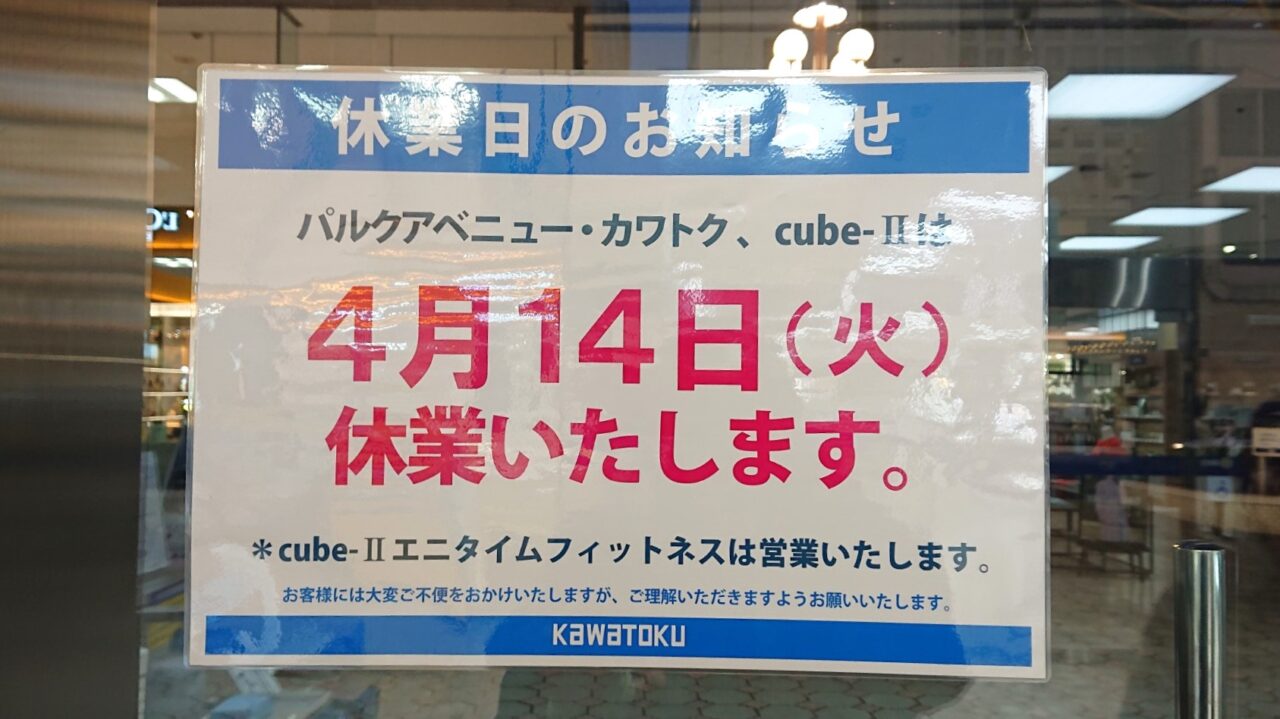 休業日のお知らせ
パルクアベニュー・カワトク、cube-Ⅱは
4月14日（火）
休業いたします。
＊cube-Ⅱエニタイムフィットネスは営業いたします。
お客様には大変ご不便をおかけいたしますが、ご理解いただきますようお願いいたします。
KAWATOKU